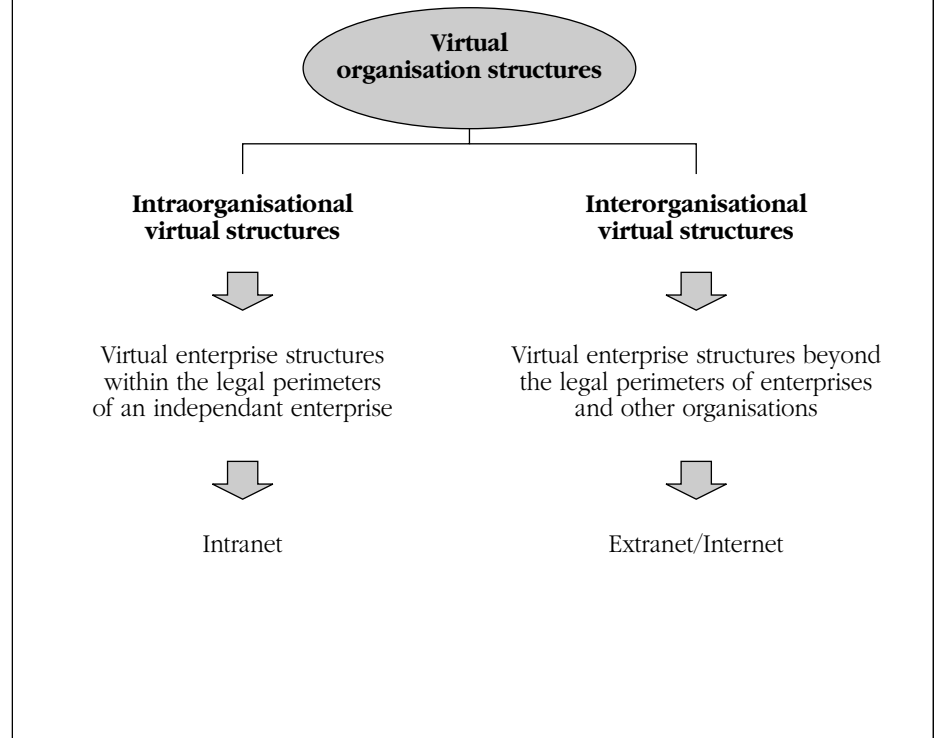 Virtual
organisation structures
Intraorganisational
virtual structures
Interorganisational
virtual structures
Virtual enterprise structures
within the legal perimeters
of an independant enterprise
Virtual enterprise structures beyond
the legal perimeters of enterprises
and other organisations
Intranet
Extranet/Internet